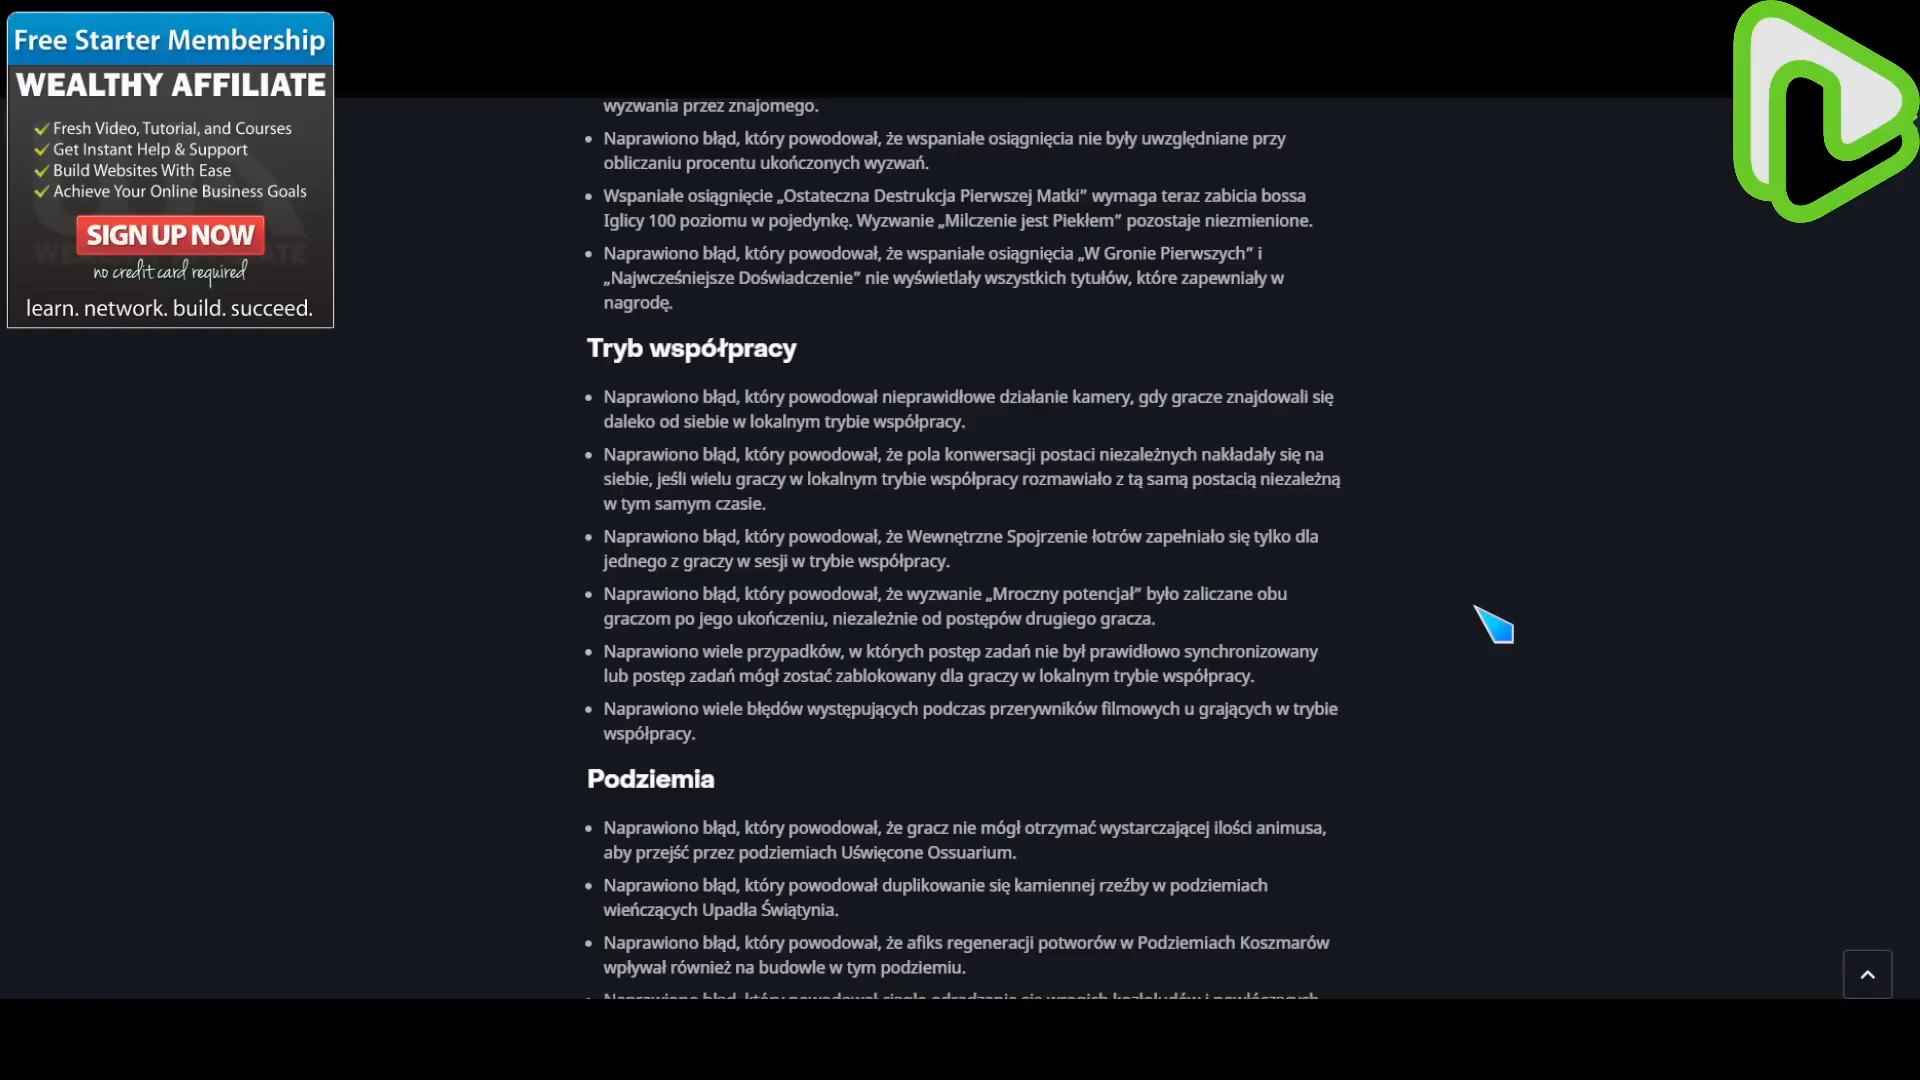 Free Starter Membership
WEALTHY AFFILIATE
Fresh Video, Tutorial, and Courses
Get Instant Help & Support
Build Websites With Ease
Achieve Your Online Business Goals
SIGN UP NOW
no credit card required
learn. network. build. succeed.
wyzwania przez znajomego.
Naprawiono błąd, który powodował, że wspaniałe osiągnięcia nie były uwzględniane przy
obliczaniu procentu ukończonych wyzwań.
Wspaniałe osiągnięcie „Ostateczna Destrukcja Pierwszej Matki” wymaga teraz zabicia bossa
Iglicy 100 poziomu w pojedynkę. Wyzwanie „Milczenie jest Piekłem” pozostaje niezmienione.
Naprawiono błąd, który powodował, że wspaniałe osiągnięcia „W Gronie Pierwszych” i
„Najwcześniejsze Doświadczenie” nie wyświetlały wszystkich tytułów, które zapewniały w
nagrodę.
Tryb współpracy
Naprawiono błąd, który powodował nieprawidłowe działanie kamery, gdy gracze znajdowali się
daleko od siebie w lokalnym trybie współpracy.
Naprawiono błąd, który powodował, że pola konwersacji postaci niezależnych nakładały się na
siebie, jeśli wielu graczy w lokalnym trybie współpracy rozmawiało z tą samą postacią niezależną
w tym samym czasie.
Naprawiono błąd, który powodował, że Wewnętrzne Spojrzenie łotrów zapełniało się tylko dla
jednego z graczy w sesji w trybie współpracy.
Naprawiono błąd, który powodował, że wyzwanie „Mroczny potencjał” było zaliczane obu
graczom po jego ukończeniu, niezależnie od postępów drugiego gracza.
Naprawiono wiele przypadków, w których postęp zadań nie był prawidłowo synchronizowany
lub postęp zadań mógł zostać zablokowany dla graczy w lokalnym trybie współpracy.
Naprawiono wiele błędów występujących podczas przerywników filmowych u grających w trybie
współpracy.
Podziemia
Naprawiono błąd, który powodował, że gracz nie mógł otrzymać wystarczającej ilości animusa,
aby przejść przez podziemiach Uświęcone Ossuarium.
Naprawiono błąd, który powodował duplikowanie się kamiennej rzeźby w podziemiach
wieńczących Upadła Świątynia.
Naprawiono błąd, który powodował, że afiks regeneracji potworów w Podziemiach Koszmarów
wpływał również na budowle w tym podziemiu.
Naprawiono błąd, który powodował ciągłe odradzanie się wrogich kozłoludów i